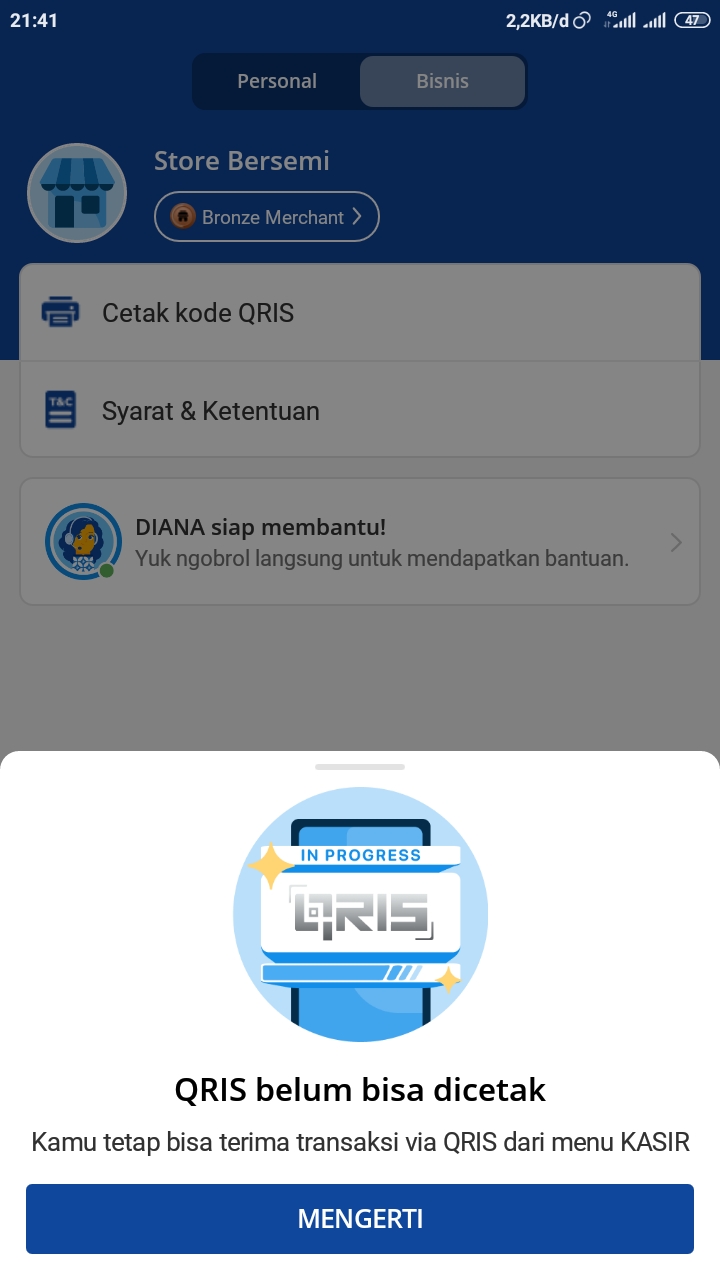 21:41
2,2KB/d
4G
47
Personal
Bisnis
Store Bersemi
Bronze Merchant
Cetak kode QRIS
T&C
Syarat & Ketentuan
DIANA siap membantu!
Yuk ngobrol langsung untuk mendapatkan bantuan.
IN PROGRESS
QRIS
QRIS belum bisa dicetak
Kamu tetap bisa terima transaksi via QRIS dari menu KASIR
MENGERTI